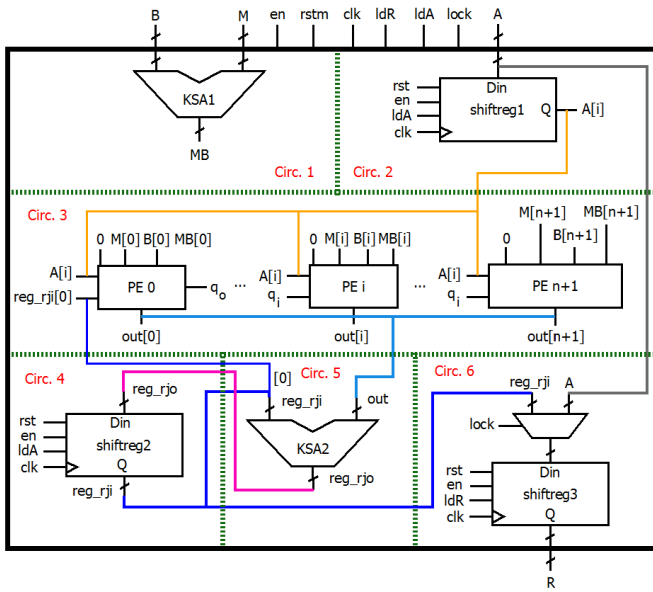 B M en rstm clk ldR ldA lock A
KSA1
MB
Circ. 1
rst
en
ldA
clk
Din
shiftreg1
Q
A[i]
Circ. 2
Circ. 3
0 M[0] B[0] MB[0]
A[i]
reg_rji[0]
PE 0
q o
...
out[0]
0 M[i] B[i] MB[i]
A[i]
q i
PE i
...
out[i]
M[n+1] MB[n+1]
0 B[n+1]
A[i]
q i
PE n+1
out[n+1]
Circ. 4
reg_rjo
rst
en
ldA
clk
Din
shiftreg2
Q
reg_rji
[0]
Circ. 5
reg_rji
out
KSA2
reg_rjo
Circ. 6
reg_rji A
lock
rst
en
ldR
clk
Din
shiftreg3
Q
R